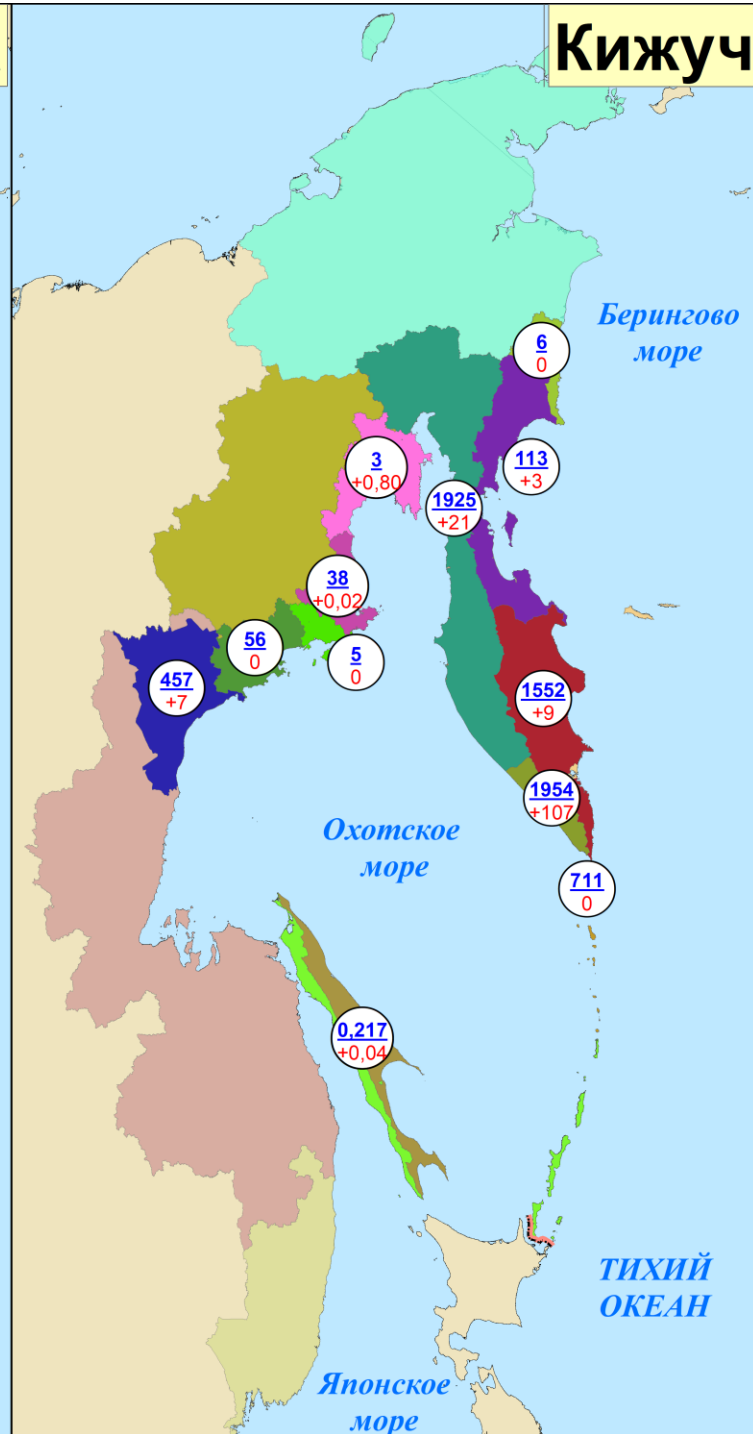 Кижуч
Берингово
море
6
0
113
+3
3
+0,80
1925
+21
38
+0,02
56
0
5
0
457
+7
1552
+9
1954
+107
Охотское
море
711
0
0,217
+0,04
ТИХИЙ
ОКЕАН
Японское
море